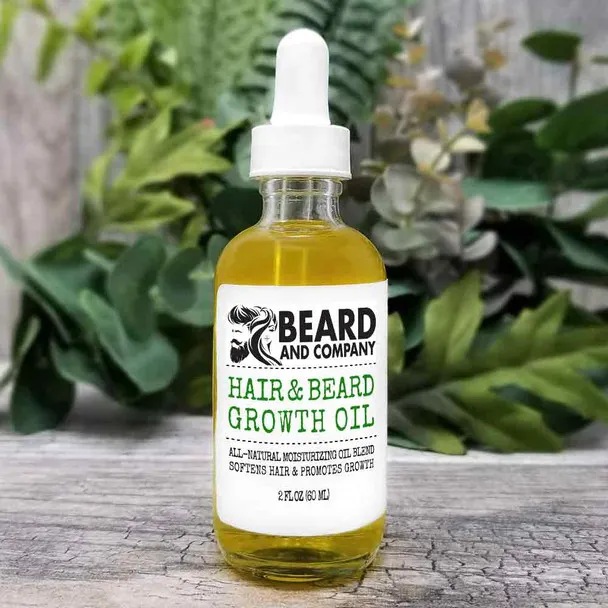 BEARD
AND COMPANY
HAIR & BEARD
GROWTH OIL
ALL-NATURAL MOISTURIZING OIL BLEND
SOFTENS HAIR & PROMOTES GROWTH
2 FL OZ (60 ML)